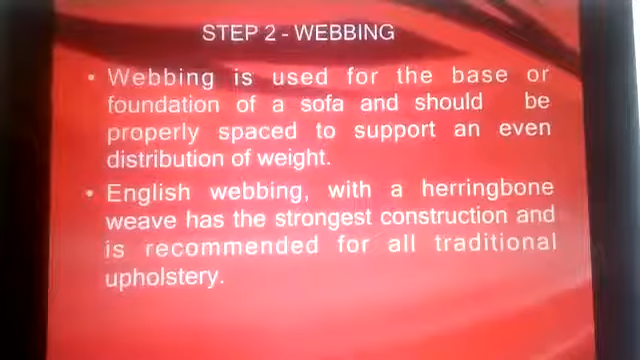 STEP 2 - WEBBING
• Webbing is used for the base or
foundation of a sofa and should be
properly spaced to support an even
distribution of weight.
• English webbing, with a herringbone
weave has the strongest construction and
is recommended for all traditional
upholstery.